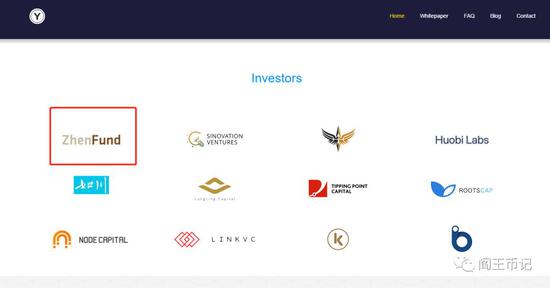 Y
Home Whitepaper FAQ Blog Contact
Investors
ZhenFund
SINOVATION
VENTURES
Huobi Labs
LongLing Capital
TIPPING POINT
CAPITAL
ROOTSCAP
NODE CAPITAL
LINKVC
k
b
阎王币记